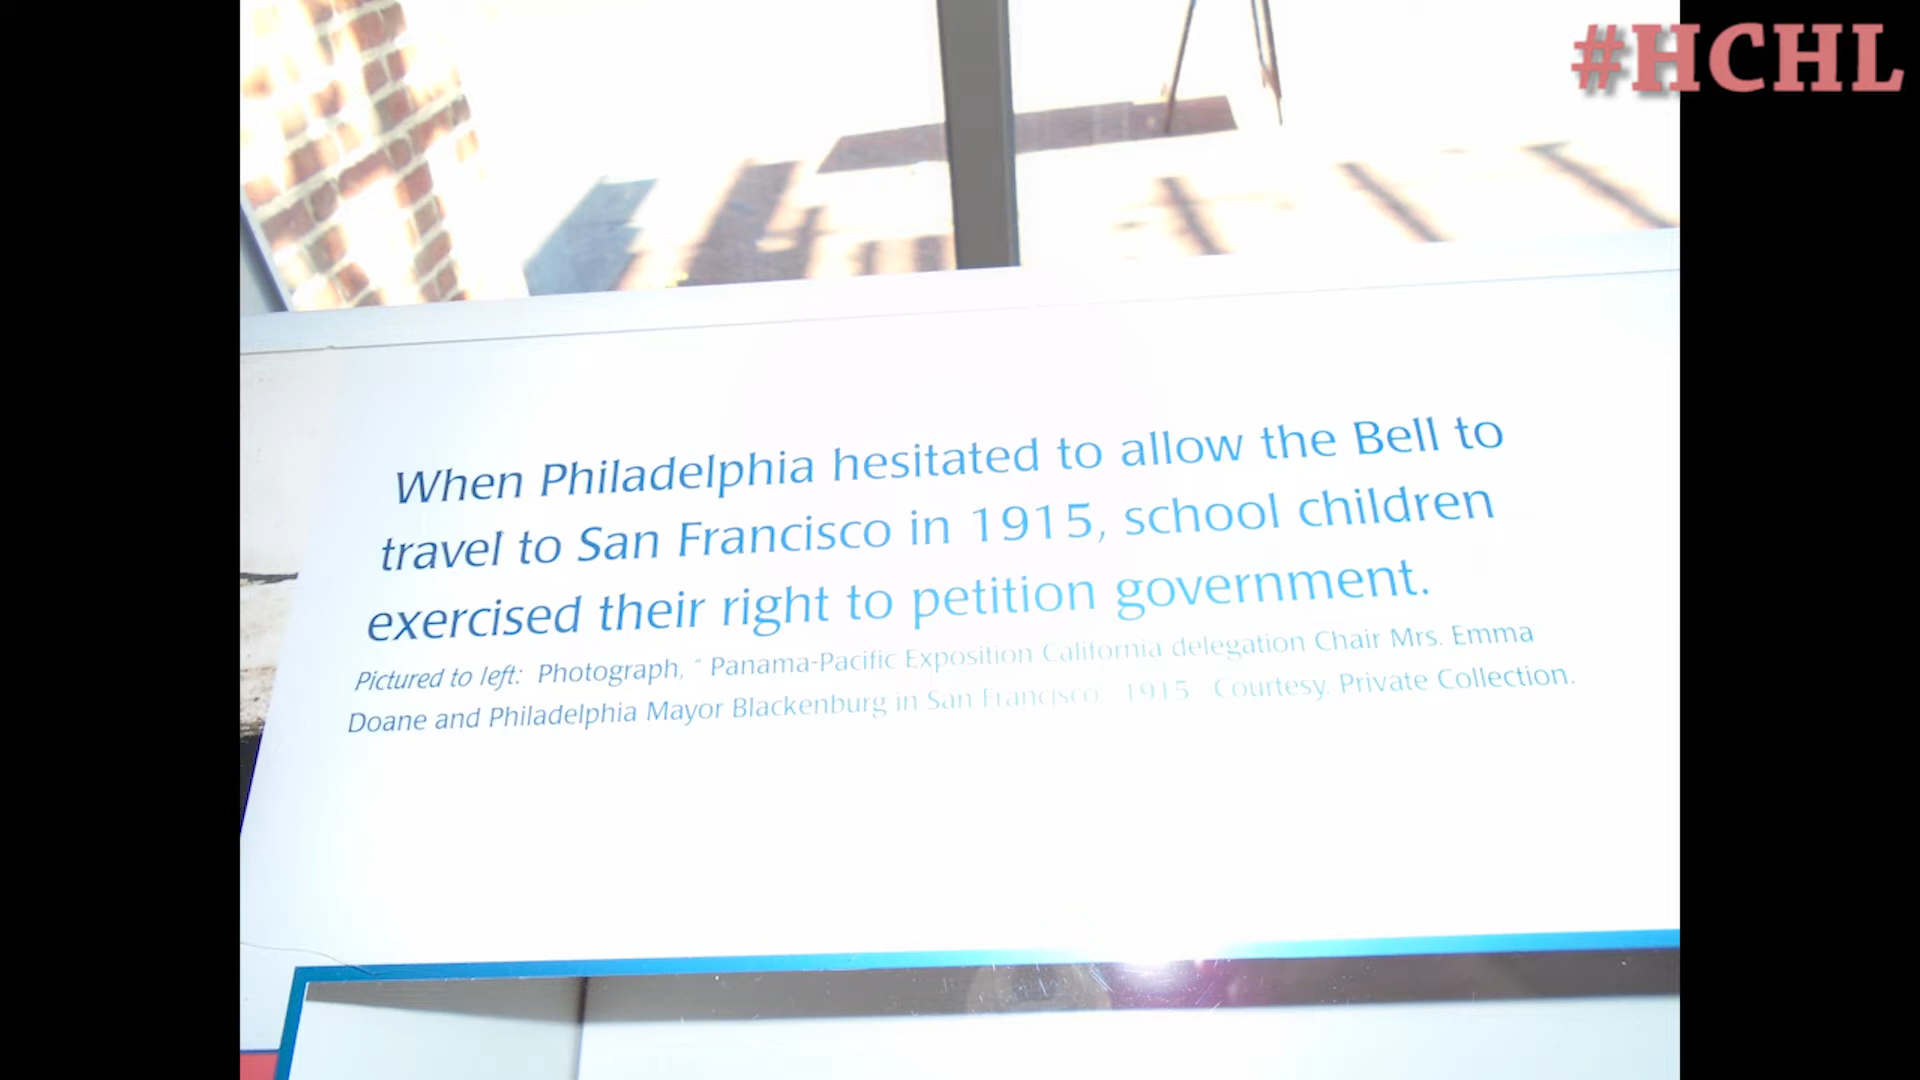 #HCHL
When Philadelphia hesitated to allow the Bell to
travel to San Francisco in 1915, school children
exercised their right to petition government.
Pictured to left: Photograph, " Panama-Pacific Exposition California delegation Chair Mrs. Emma
Doane and Philadelphia Mayor Blackenburg in San Francisco 1915 Courtesy, Private Collection.